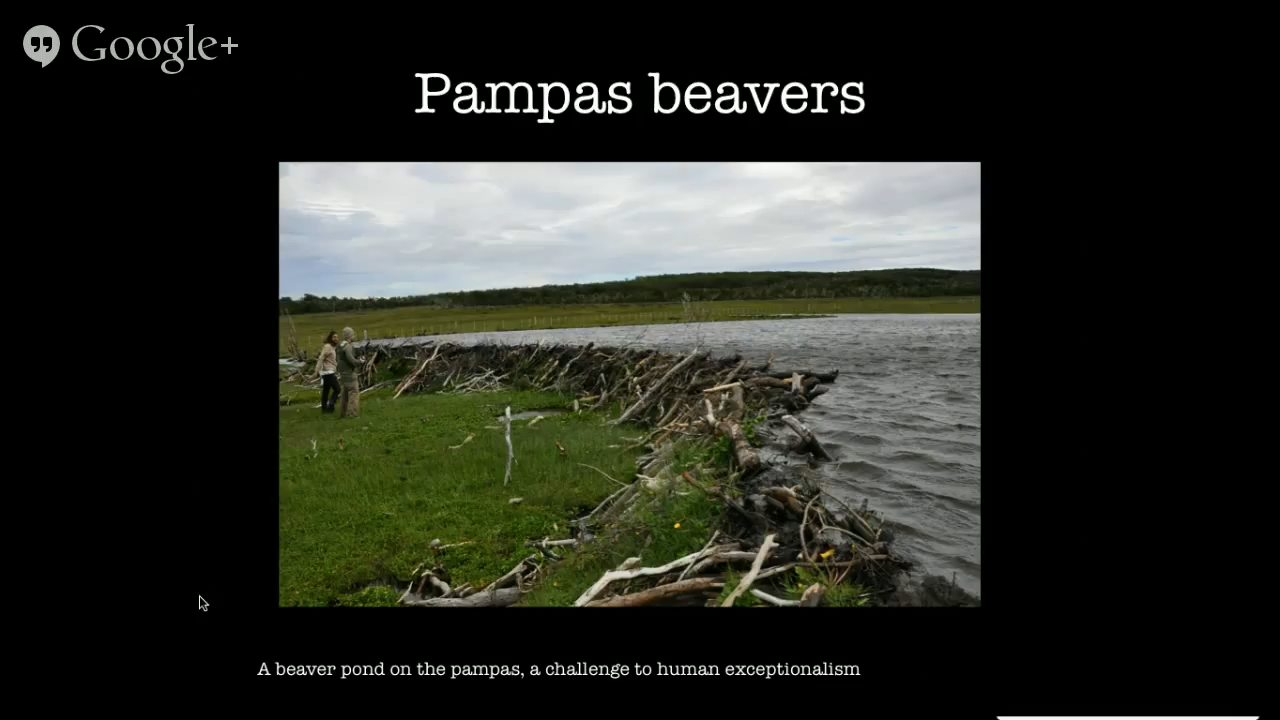 Google+
Pampas beavers
A beaver pond on the pampas, a challenge to human exceptionalism